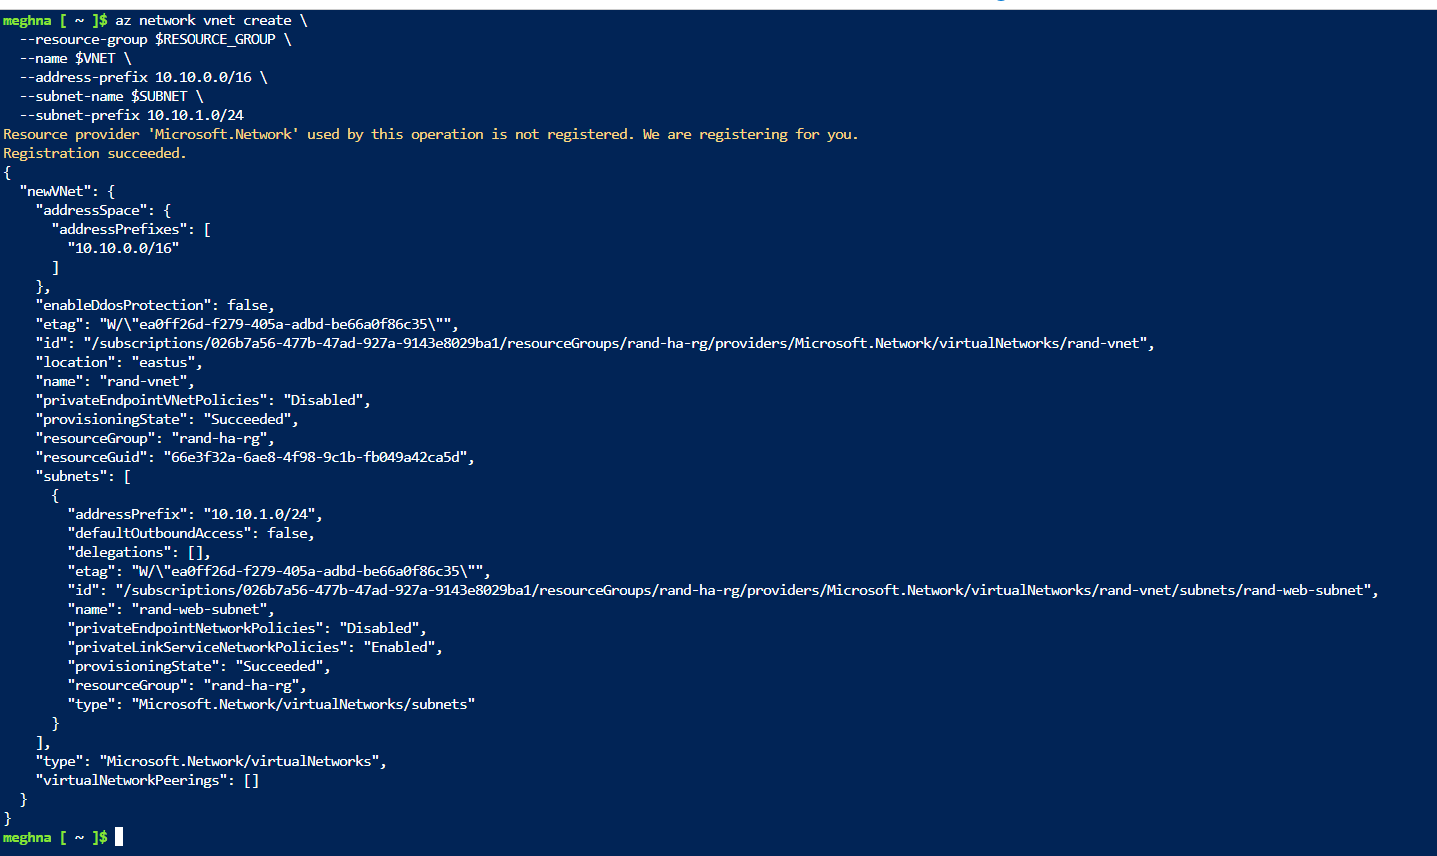 meghna [ ~ ]$ az network vnet create \
  --resource-group $RESOURCE_GROUP \
  --name $VNET \
  --address-prefix 10.10.0.0/16 \
  --subnet-name $SUBNET \
  --subnet-prefix 10.10.1.0/24
Resource provider 'Microsoft.Network' used by this operation is not registered. We are registering for you.
Registration succeeded.
{
  "newVNet": {
    "addressSpace": {
      "addressPrefixes": [
        "10.10.0.0/16"
      ]
    },
    "enableDdosProtection": false,
    "etag": "W/\"ea0ff26d-f279-405a-adbd-be66a0f86c35\"",
    "id": "/subscriptions/026b7a56-477b-47ad-927a-9143e8029ba1/resourceGroups/rand-ha-rg/providers/Microsoft.Network/virtualNetworks/rand-vnet",
    "location": "eastus",
    "name": "rand-vnet",
    "privateEndpointVNetPolicies": "Disabled",
    "provisioningState": "Succeeded",
    "resourceGroup": "rand-ha-rg",
    "resourceGuid": "66e3f32a-6ae8-4f98-9c1b-fb049a42ca5d",
    "subnets": [
      {
        "addressPrefix": "10.10.1.0/24",
        "defaultOutboundAccess": false,
        "delegations": [],
        "etag": "W/\"ea0ff26d-f279-405a-adbd-be66a0f86c35\"",
        "id": "/subscriptions/026b7a56-477b-47ad-927a-9143e8029ba1/resourceGroups/rand-ha-rg/providers/Microsoft.Network/virtualNetworks/rand-vnet/subnets/rand-web-subnet",
        "name": "rand-web-subnet",
        "privateEndpointNetworkPolicies": "Disabled",
        "privateLinkServiceNetworkPolicies": "Enabled",
        "provisioningState": "Succeeded",
        "resourceGroup": "rand-ha-rg",
        "type": "Microsoft.Network/virtualNetworks/subnets"
      }
    ],
    "type": "Microsoft.Network/virtualNetworks",
    "virtualNetworkPeerings": []
  }
}
meghna [ ~ ]$